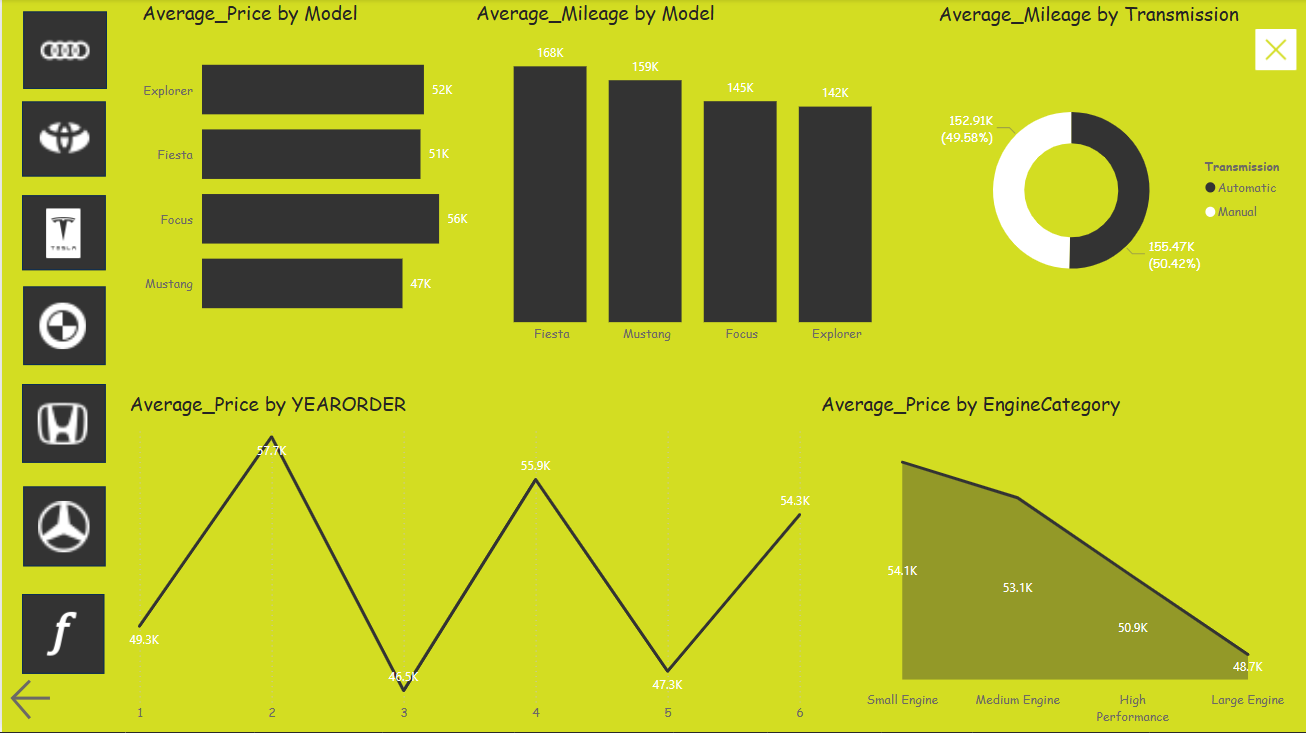 Average_Price by Model
Explorer
52K
Fiesta
51K
Focus
56K
Mustang
47K
Average_Mileage by Model
168K
159K
145K
142K
Fiesta
Mustang
Focus
Explorer
Average_Mileage by Transmission
152.91K
(49.58%)
155.47K
(50.42%)
Transmission
Automatic
Manual
TESLA
f
Average_Price by YEARORDER
49.3K
57.7K
46.5K
55.9K
47.3K
54.3K
1
2
3
4
5
6
Average_Price by EngineCategory
54.1K
53.1K
50.9K
48.7K
Small Engine
Medium Engine
High
Performance
Large Engine